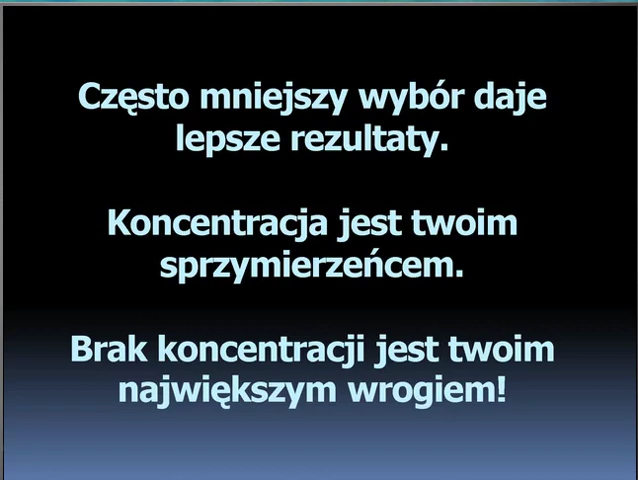 Często mniejszy wybór daje
lepsze rezultaty.
Koncentracja jest twoim
sprzymierzeńcem.
Brak koncentracji jest twoim
największym wrogiem!